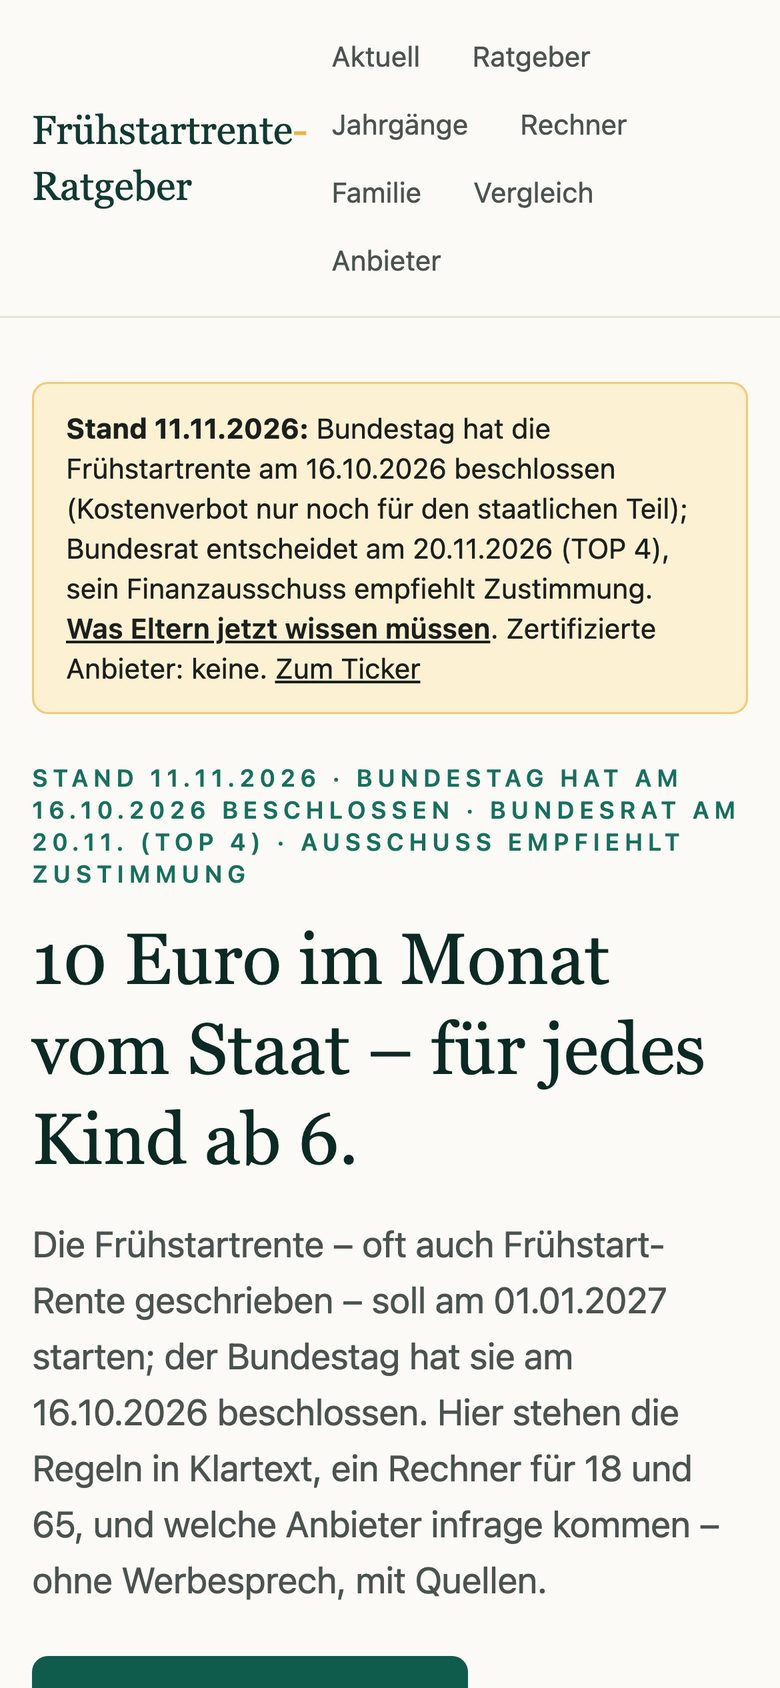 Frühstartrente-
Ratgeber
Aktuell Ratgeber
Jahrgänge Rechner
Familie Vergleich
Anbieter
Stand 11.11.2026: Bundestag hat die
Frühstartrente am 16.10.2026 beschlossen
(Kostenverbot nur noch für den staatlichen Teil);
Bundesrat entscheidet am 20.11.2026 (TOP 4),
sein Finanzausschuss empfiehlt Zustimmung.
Was Eltern jetzt wissen müssen. Zertifizierte
Anbieter: keine. Zum Ticker
STAND 11.11.2026 · BUNDESTAG HAT AM
16.10.2026 BESCHLOSSEN · BUNDESRAT AM
20.11. (TOP 4) · AUSSCHUSS EMPFIEHLT
ZUSTIMMUNG
10 Euro im Monat
vom Staat – für jedes
Kind ab 6.
Die Frühstartrente – oft auch Frühstart-
Rente geschrieben – soll am 01.01.2027
starten; der Bundestag hat sie am
16.10.2026 beschlossen. Hier stehen die
Regeln in Klartext, ein Rechner für 18 und
65, und welche Anbieter infrage kommen –
ohne Werbesprech, mit Quellen.